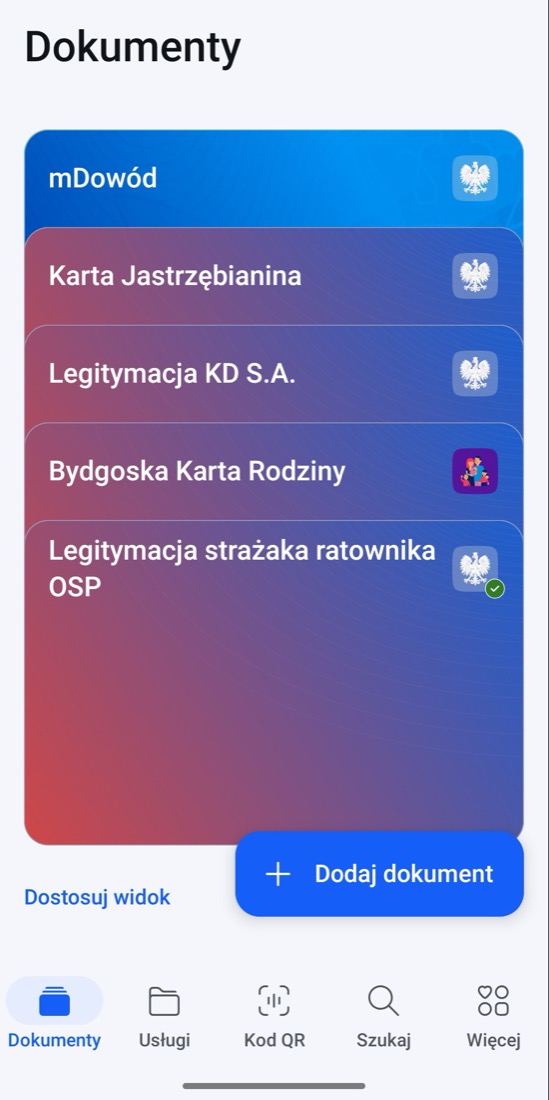 Dokumenty
mDowód
Karta Jastrzębianina
Legitymacja KD S.A.
Bydgoska Karta Rodziny
Legitymacja strażaka ratownika
OSP
Dodaj dokument
Dostosuj widok
Dokumenty
Usługi
Kod QR
Szukaj
Więcej